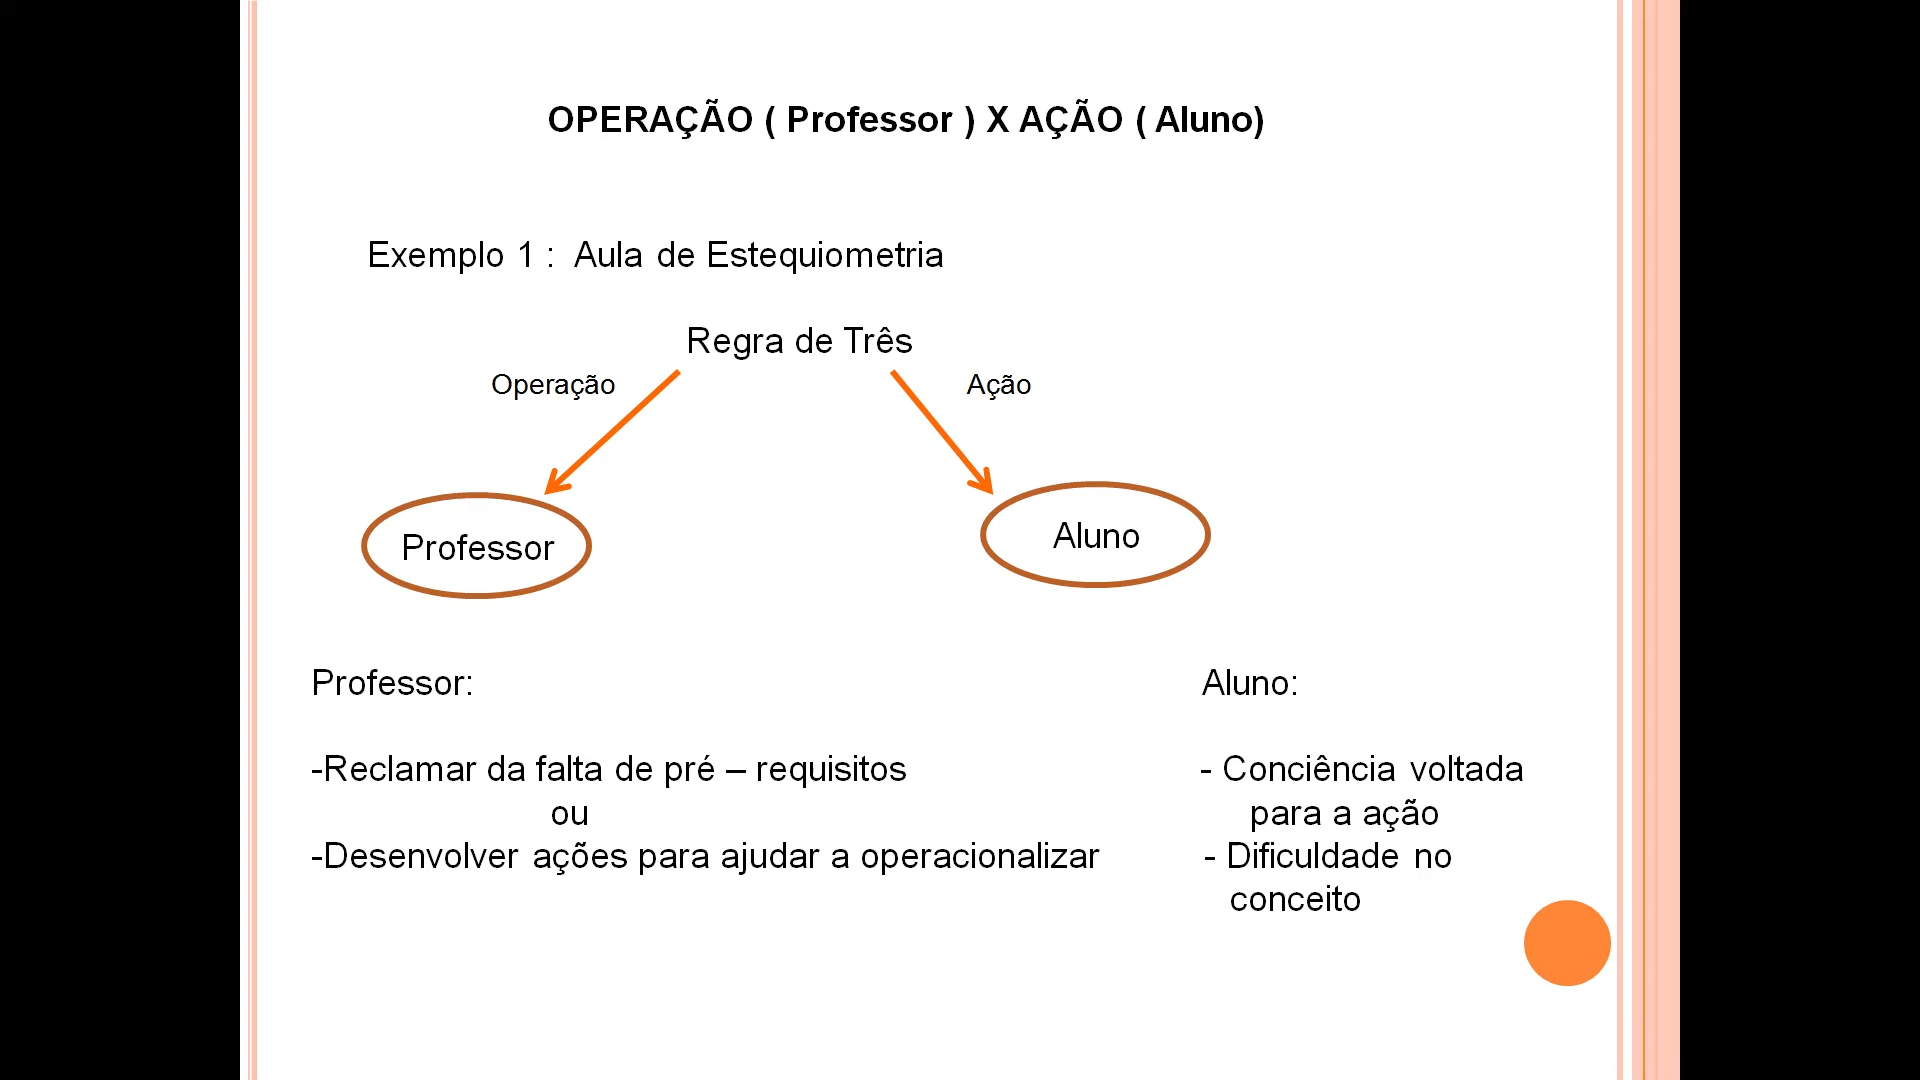 OPERAÇÃO ( Professor ) X AÇÃO ( Aluno)
Exemplo 1 : Aula de Estequiometria
Regra de Três
Operação
Ação
Professor
Aluno
Professor:
-Reclamar da falta de pré – requisitos
ou
-Desenvolver ações para ajudar a operacionalizar
Aluno:
- Conciência voltada
para a ação
- Dificuldade no
conceito